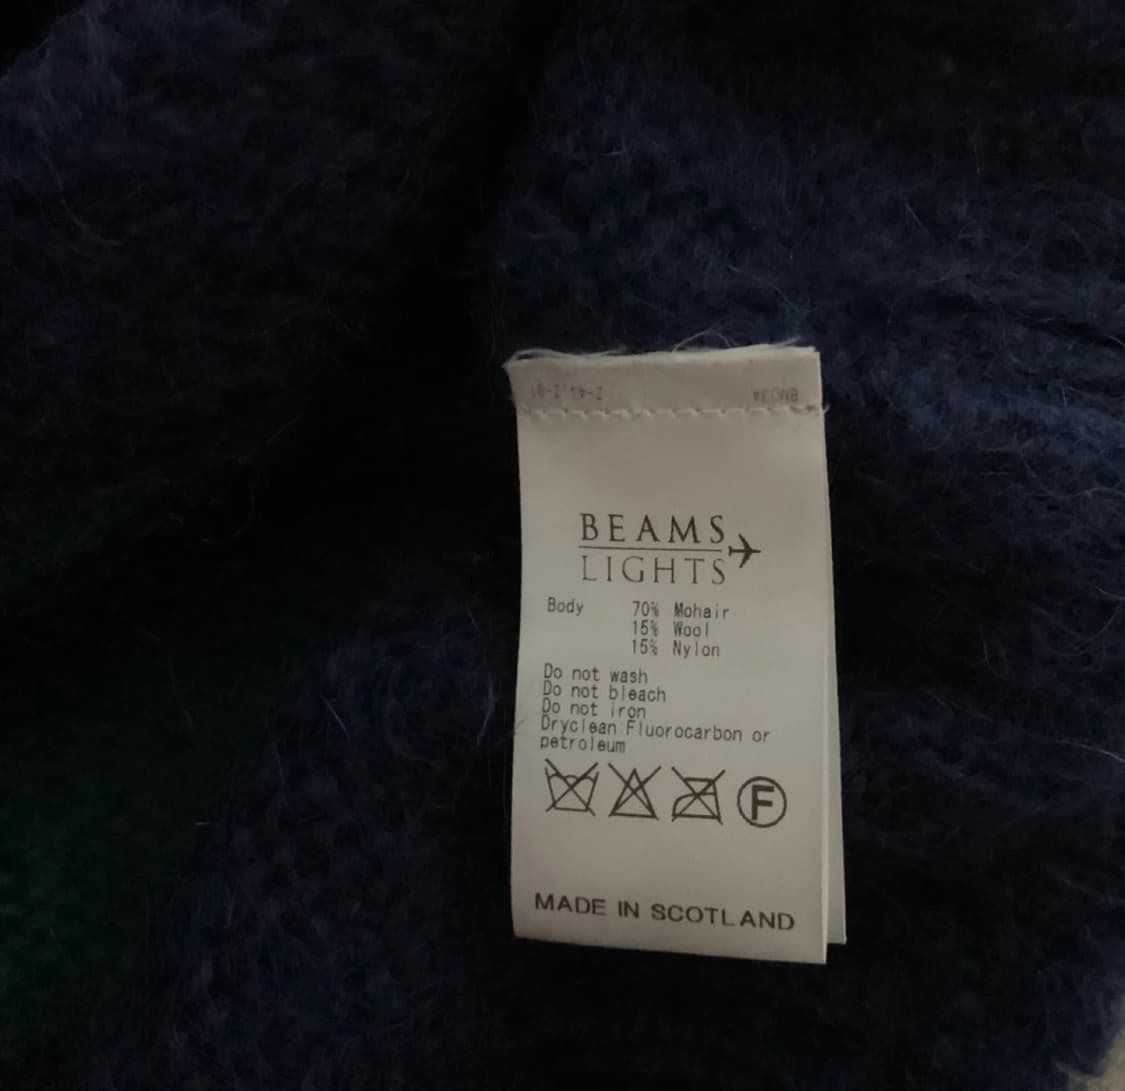 BEAMS
LIGHTS
Body 70% Mohair
15% Wool
15% Nylon
Do not wash
Do not bleach
Do not iron
Dryclean Fluorocarbon or
petroleum
F
MADE IN SCOTLAND